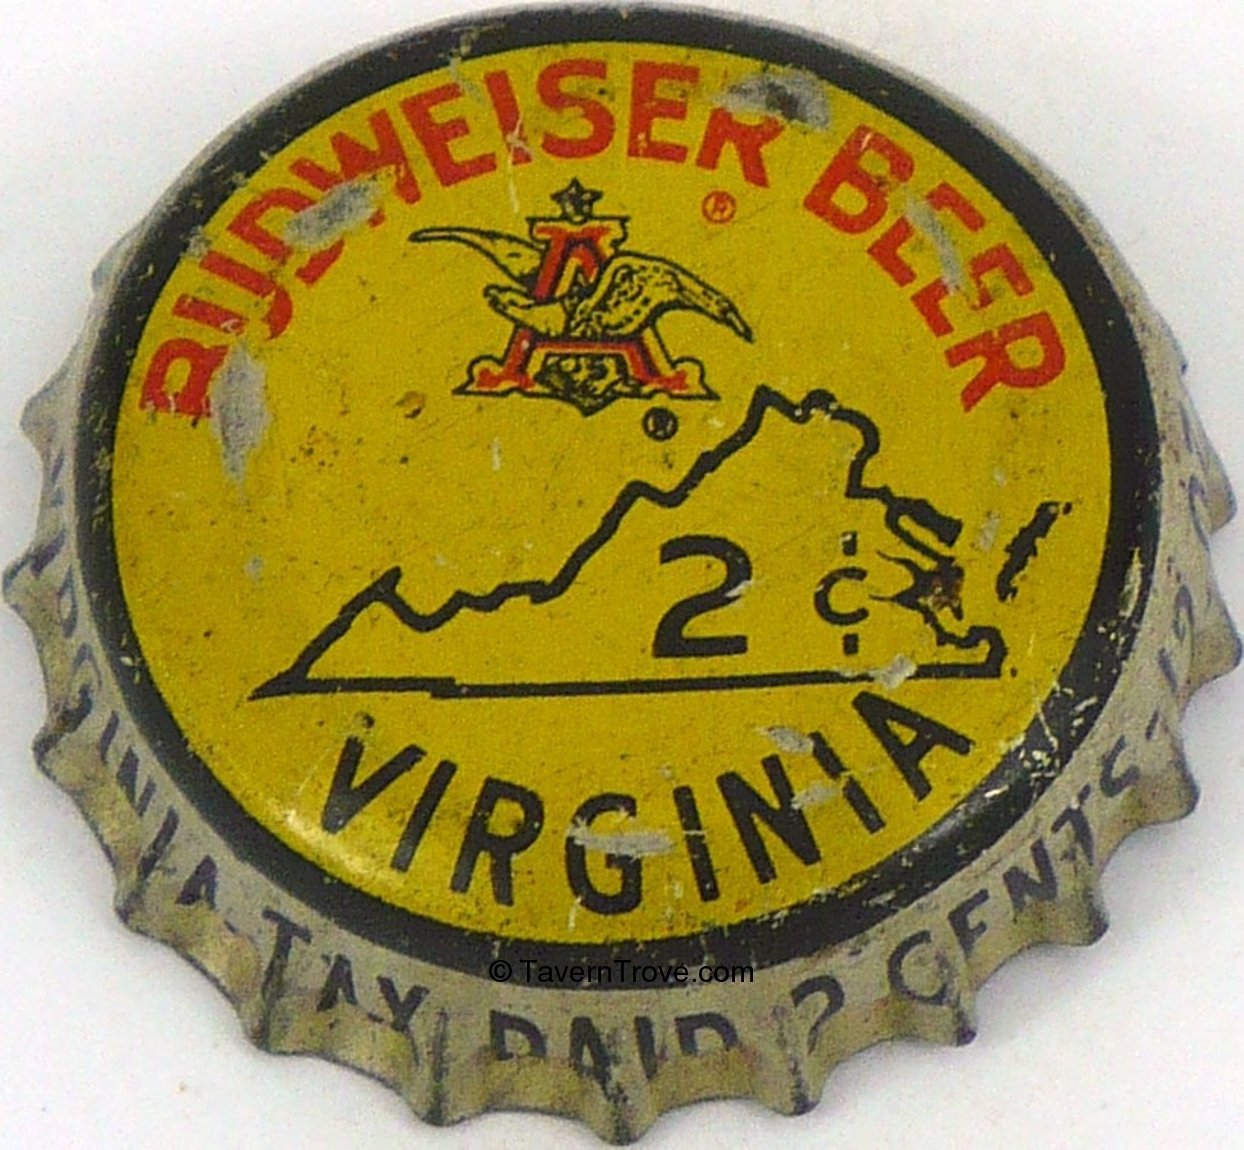 BUDWEISER BEER
®
A
®
2 ¢
VIRGINIA
VIRGINIA-TAX PAID 2 CENTS-
© TavernTrove.com